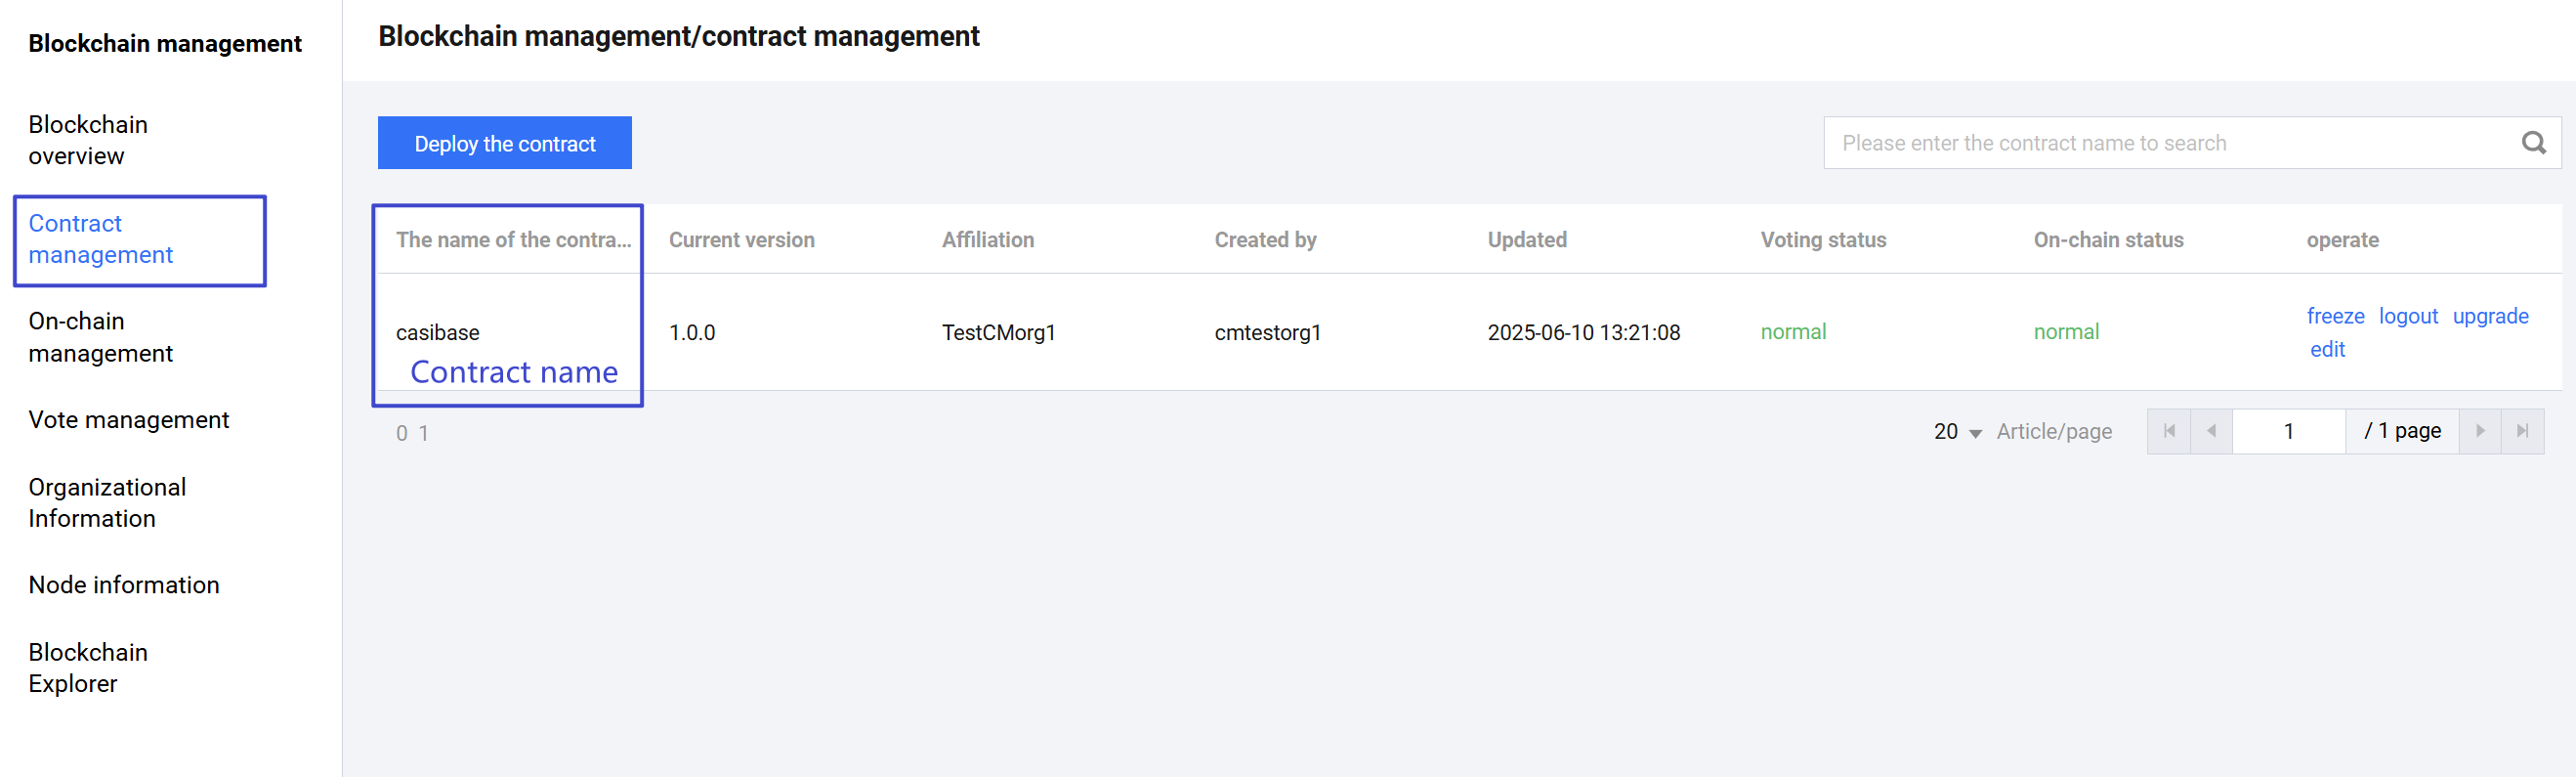 Blockchain management
Blockchain
overview
Contract
management
On-chain
management
Vote management
Organizational
Information
Node information
Blockchain
Explorer
Blockchain management/contract management
Deploy the contract
Please enter the contract name to search
The name of the contra... Current version Affiliation Created by Updated Voting status On-chain status operate
casibase 1.0.0 TestCMorg1 cmtestorg1 2025-06-10 13:21:08 normal normal freeze logout upgrade
edit
Contract name
0 1
20 Article/page 1 / 1 page